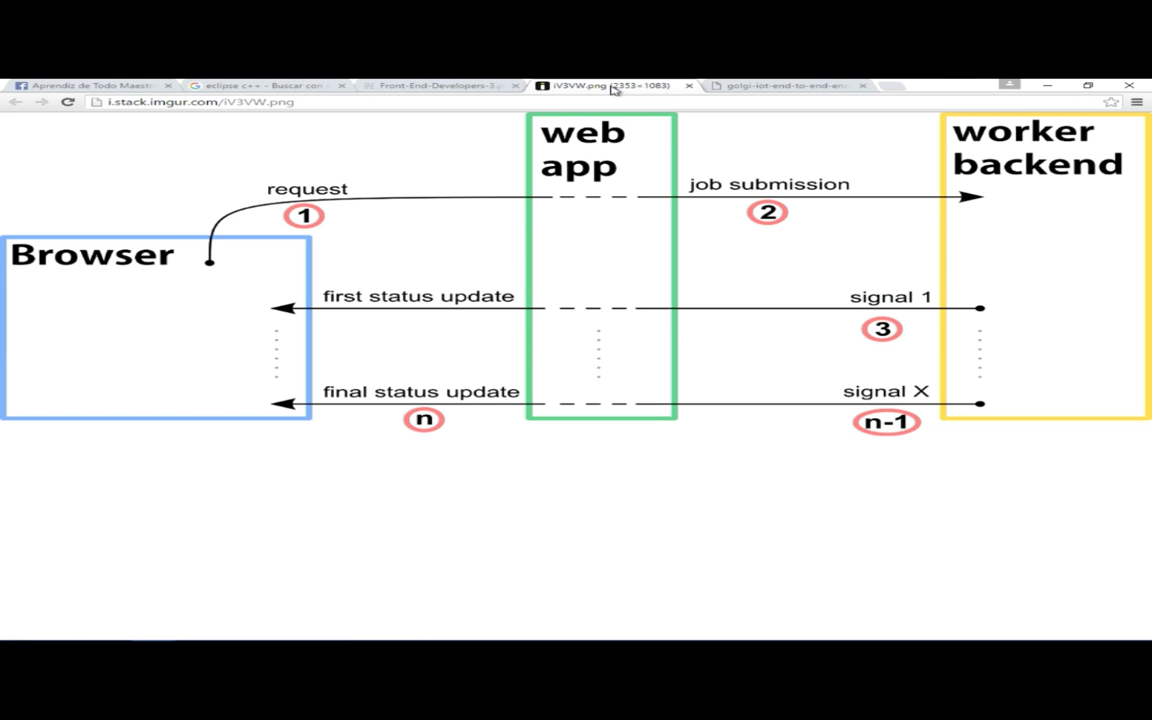 Aprendiz de Todo Maestr
eclipse c++ - Buscar con
Front-End-Developers-3.
iV3VW.png (2353×1083)
golgi-iot-end-to-end-en
i.stack.imgur.com/iV3VW.png
web
app
worker
backend
request
1
job submission
2
Browser
first status update
signal 1
3
final status update
signal X
n
n-1